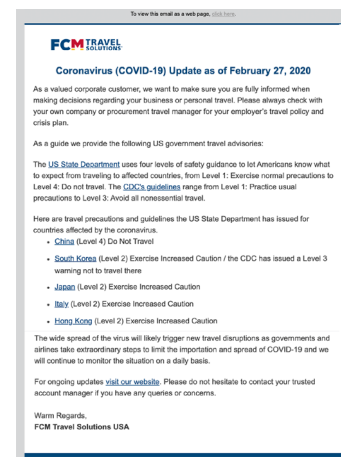 To view this email as a web page, click here.
FCM TRAVEL
SOLUTIONS
Coronavirus (COVID-19) Update as of February 27, 2020
As a valued corporate customer, we want to make sure you are fully informed when
making decisions regarding your business or personal travel. Please always check with
your own company or procurement travel manager for your employer's travel policy and
crisis plan.
As a guide we provide the following US government travel advisories:
The US State Department uses four levels of safety guidance to lot Americans know what
to expect from traveling to affected countries, from Level 1: Exercise normal precautions to
Level 4: Do not travel. The CDC's guidelines range from Level 1: Practice usual
precautions to Level 3: Avoid all nonessential travel.
Here are travel precautions and guidelines the US State Department has issued for
countries affected by the coronavirus.
• China (Level 4) Do Not Travel
• South Korea (Level 2) Exercise Increased Caution / the CDC has issued a Level 3
warning not to travel there
• Japan (Level 2) Exercise Increased Caution
• Italy (Level 2) Exercise Increased Caution
• Hong Kong (Level 2) Exercise Increased Caution
The wide spread of the virus will likely trigger new travel disruptions as governments and
airlines take extraordinary steps to limit the importation and spread of COVID-19 and we
will continue to monitor the situation on a daily basis.
For ongoing updates visit our website. Please do not hesitate to contact your trusted
account manager if you have any queries or concerns.
Warm Regards,
FCM Travel Solutions USA